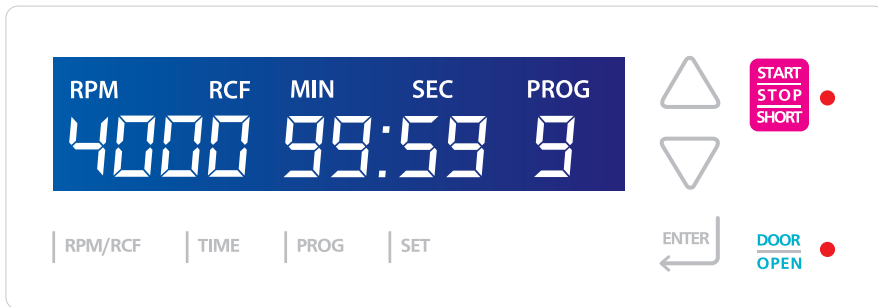 RPM RCF MIN SEC PROG
4000 99:59 9
START
STOP
SHORT
RPM/RCF TIME PROG SET
ENTER
DOOR
OPEN